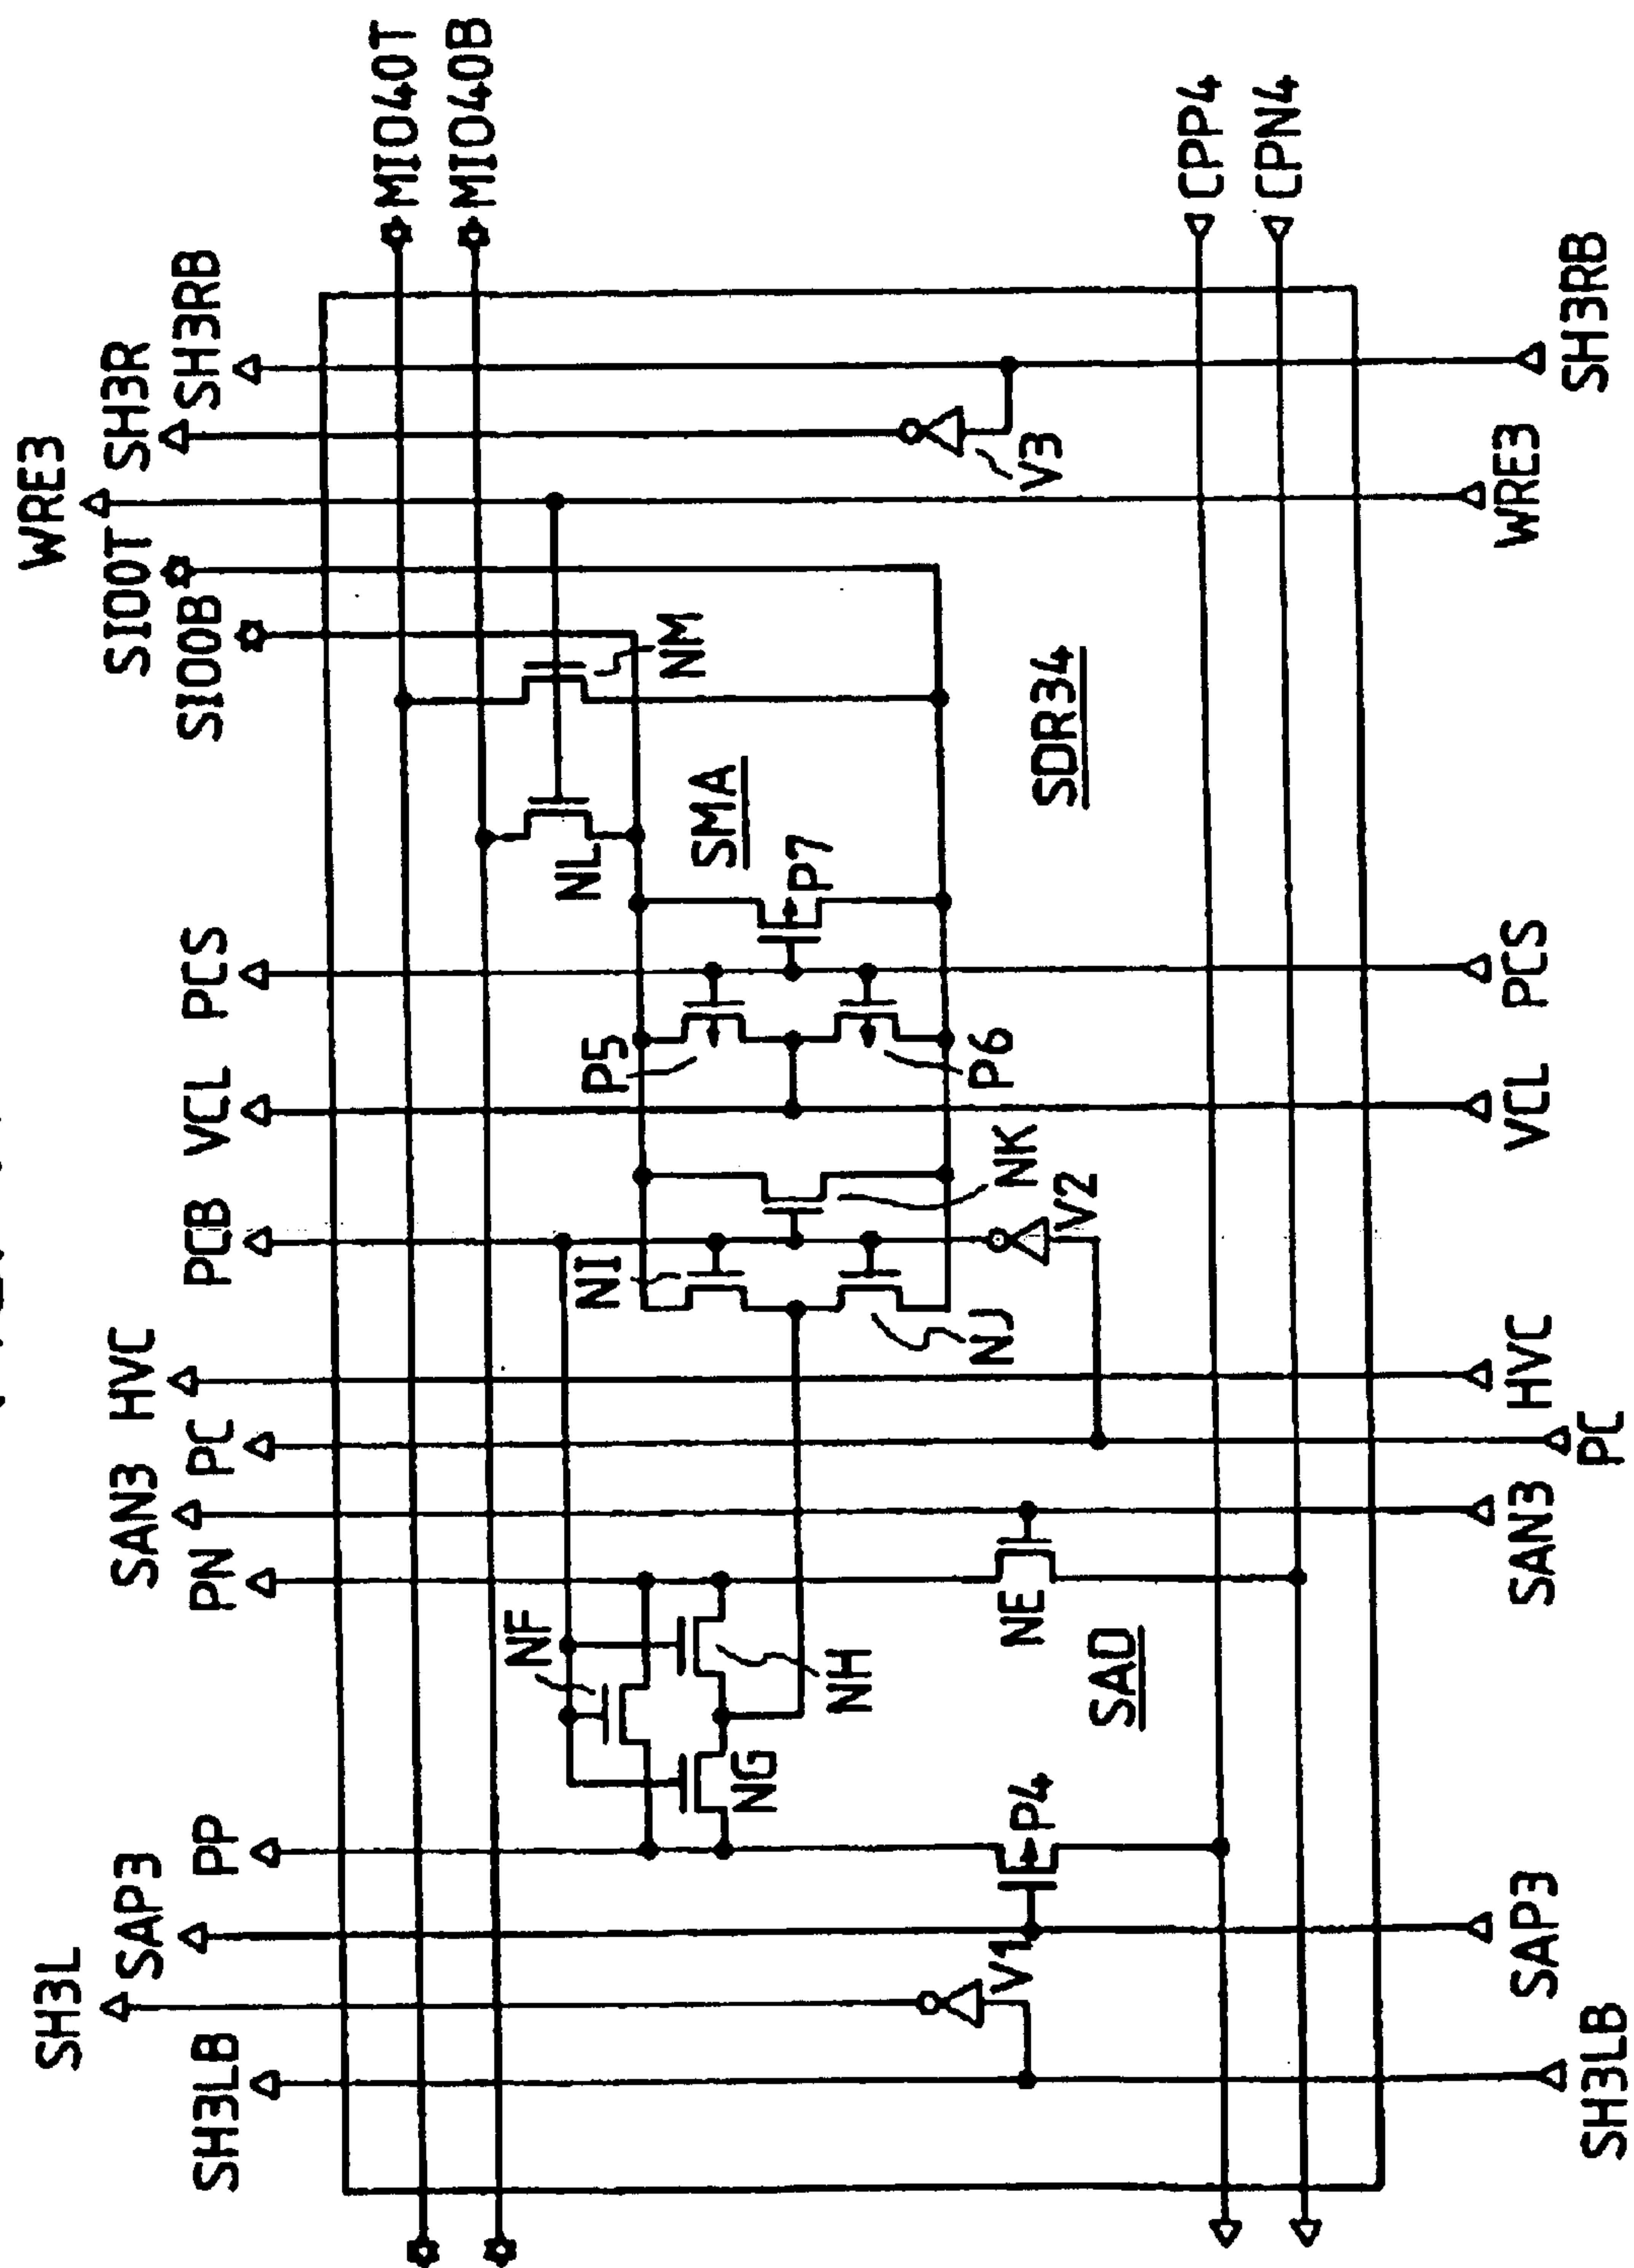 WRE3
SH3L
SAN3
HVC
SIO0T
SH3R
SAP3
SH3LB
PP
PN
PC
PCB
VCL
PCS
SIO0B
SH3RB
MIO40T
MIO40B
NF
NG
NH
NI
NJ
NK
P5
P6
P7
NL
NM
SMA
V1
P4
NE
V2
V3
SAD
SDR34
CPP4
CPN4
SH3LB
SAP3
SAN3
PC
HVC
VCL
PCS
WRE3
SH3RB